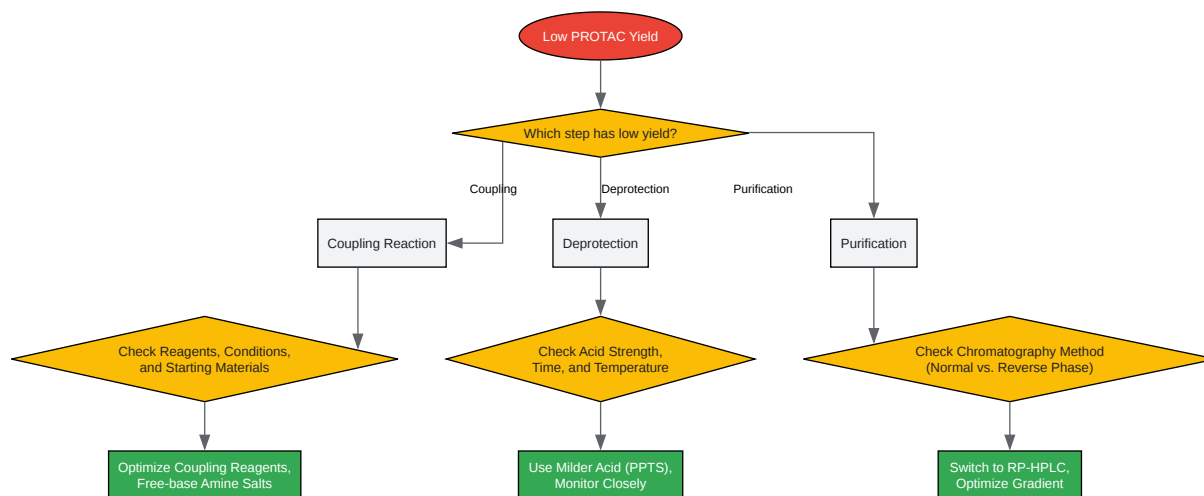 Low PROTAC Yield
Which step has low yield?
Coupling
Deprotection
Purification
Coupling Reaction
Deprotection
Purification
Check Reagents, Conditions,
and Starting Materials
Check Acid Strength,
Time, and Temperature
Check Chromatography Method
(Normal vs. Reverse Phase)
Optimize Coupling Reagents,
Free-base Amine Salts
Use Milder Acid (PPTS),
Monitor Closely
Switch to RP-HPLC,
Optimize Gradient